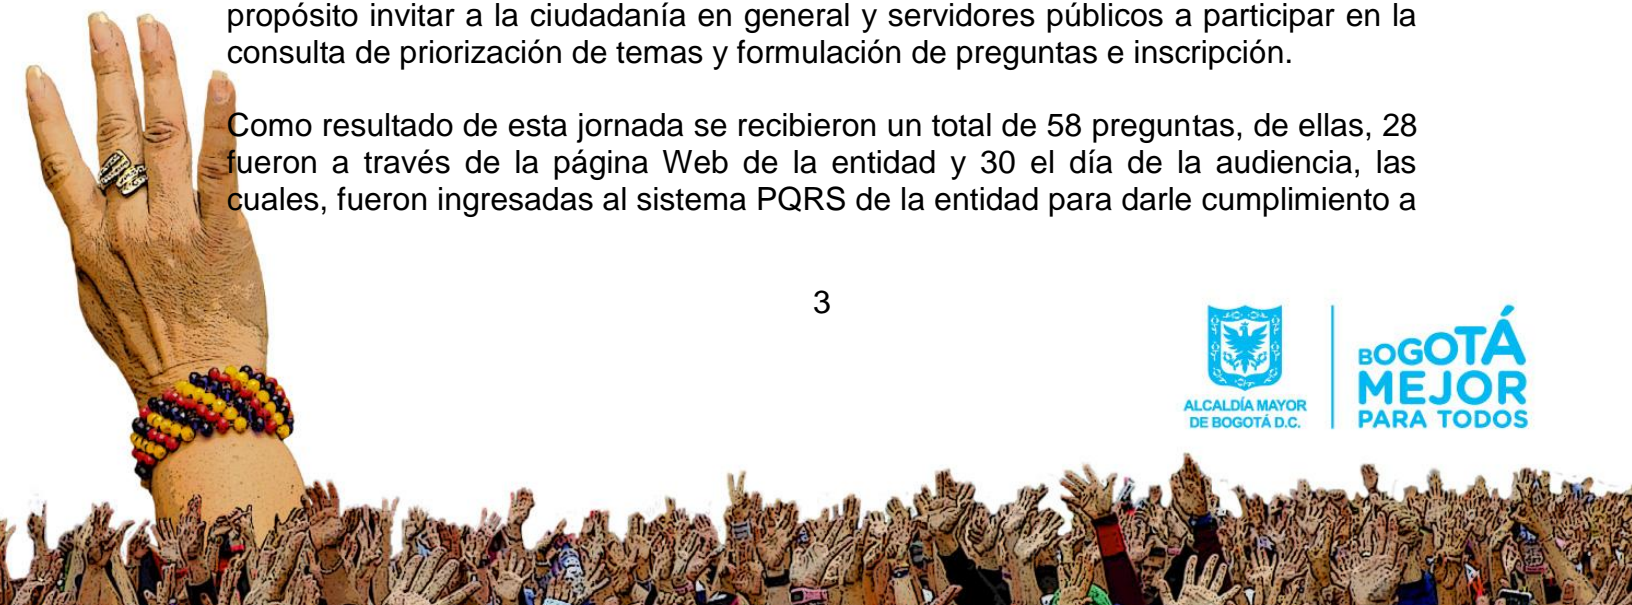 propósito invitar a la ciudadanía en general y servidores públicos a participar en la
consulta de priorización de temas y formulación de preguntas e inscripción.
Como resultado de esta jornada se recibieron un total de 58 preguntas, de ellas, 28
fueron a través de la página Web de la entidad y 30 el día de la audiencia, las
cuales, fueron ingresadas al sistema PQRS de la entidad para darle cumplimiento a
3
ALCALDÍA MAYOR
DE BOGOTÁ D.C.
BOGOTÁ
MEJOR
PARA TODOS